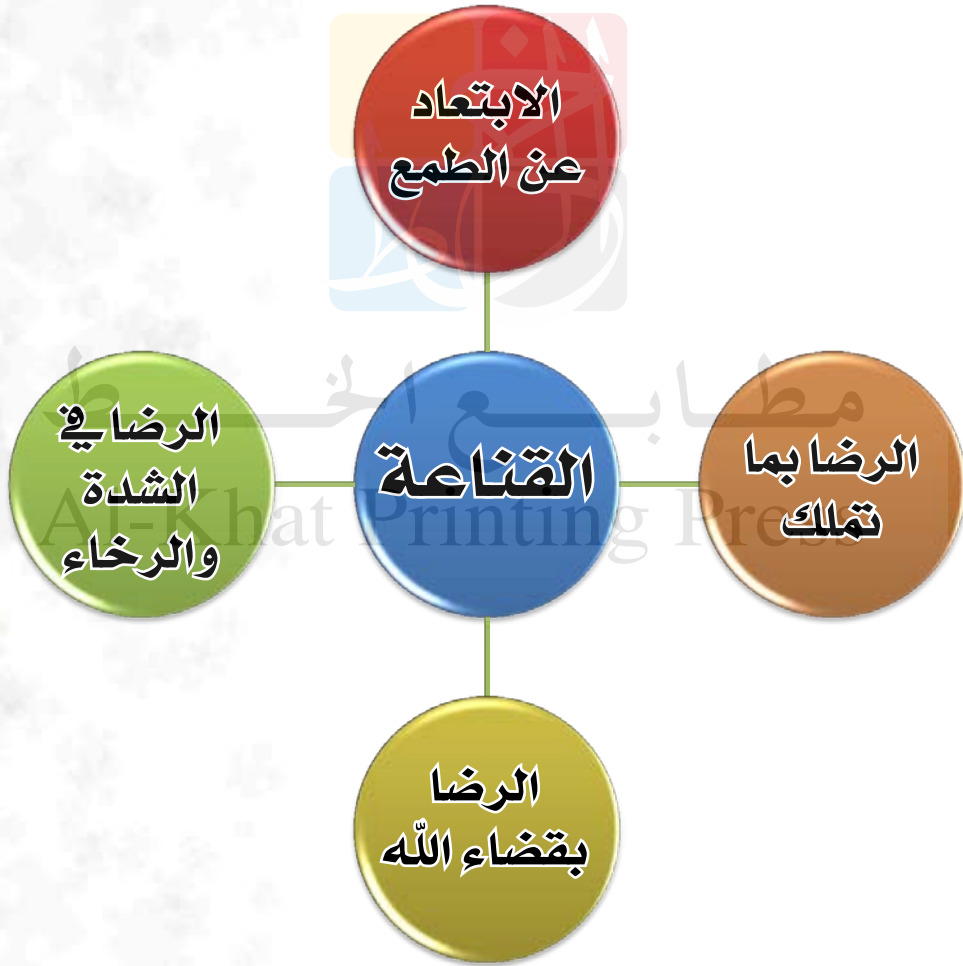 الابتعاد
عن الطمع
مطابع الخط
Al-Khat Printing Press
الرضا بما
تملك
القناعة
الرضا في
الشدة
والرخاء
الرضا
بقضاء الله